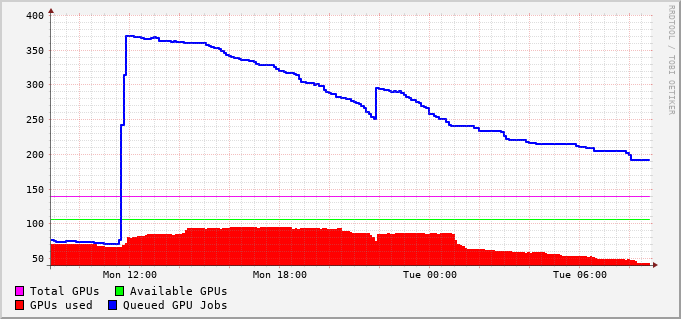 400
350
300
250
200
150
100
50
Mon 12:00 Mon 18:00 Tue 00:00 Tue 06:00
Total GPUs Available GPUs
GPUs used Queued GPU Jobs
RRDTOOL / TOBI OETIKER